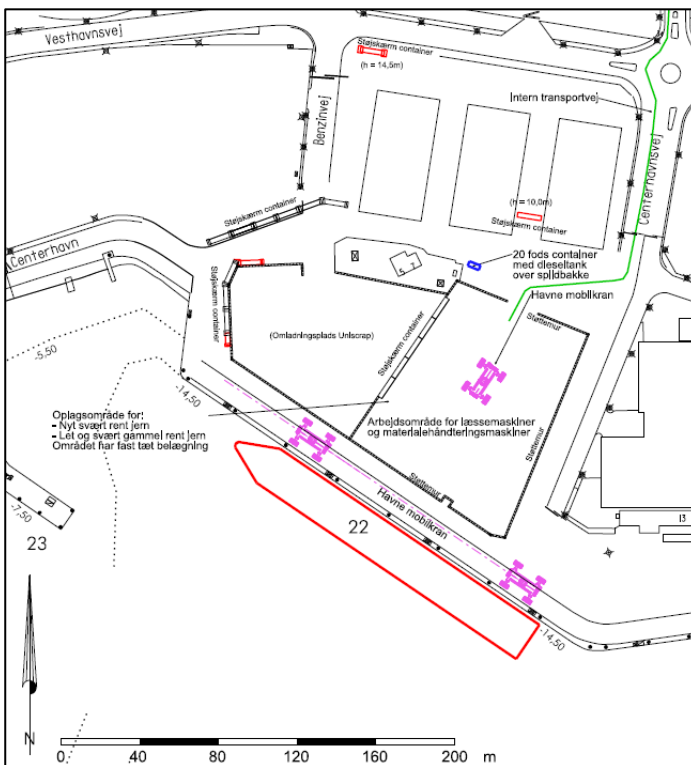 Vesthavnsvej
Støjskærm container
(h = 14,5m)
Intern transportvej
Benzinvej
Centerhavnsvej
(h = 10,0m)
Støjskærm container
Støjskærm container
Centerhavn
20 fods container
med dieseltank
over spildbakke
5
7
Havne mobilkran
Støjskærm container
Støttemur
(Omladningsplads Uniscrap)
Støjskærm container
-5,50
-14,50
Oplagsområde for:
- Nyt svært rent jern
- Let og svært gammel rent jern
Området har fast tæt belægning
Arbejdsområde for læssemaskiner
og materialehåndteringsmaskiner
Støttemur
Støttemur
Havne mobilkran
-7,50
22
13
23
-14,50
N
0 40 80 120 160 200 m